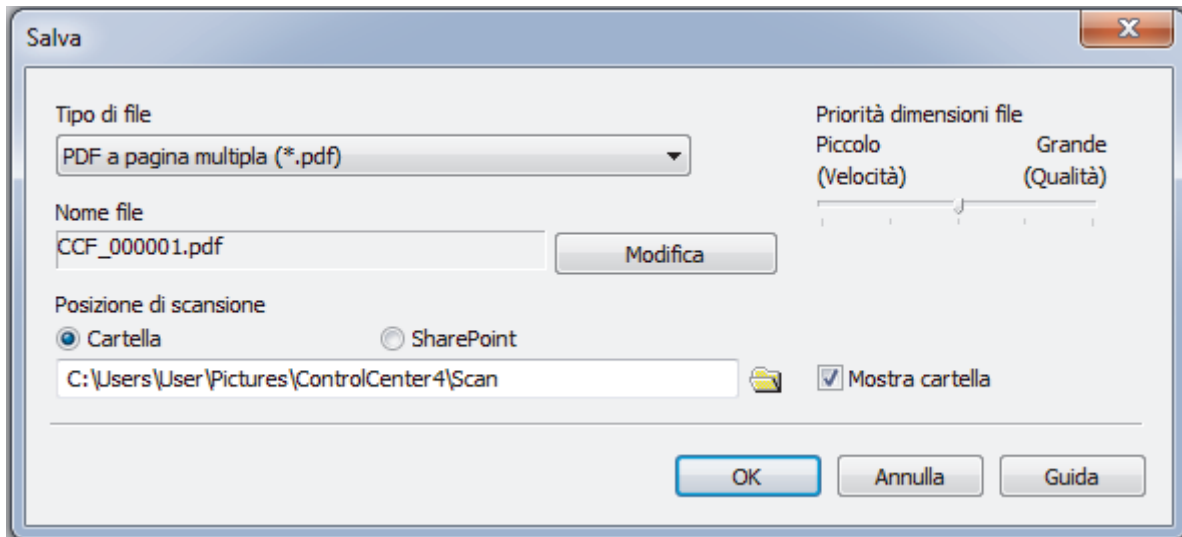 Salva
Tipo di file
PDF a pagina multipla (*.pdf)
Nome file
CCF_000001.pdf
Modifica
Priorità dimensioni file
Piccolo Grande
(Velocità) (Qualità)
Posizione di scansione
Cartella SharePoint
C:\Users\User\Pictures\ControlCenter4\Scan
Mostra cartella
OK Annulla Guida